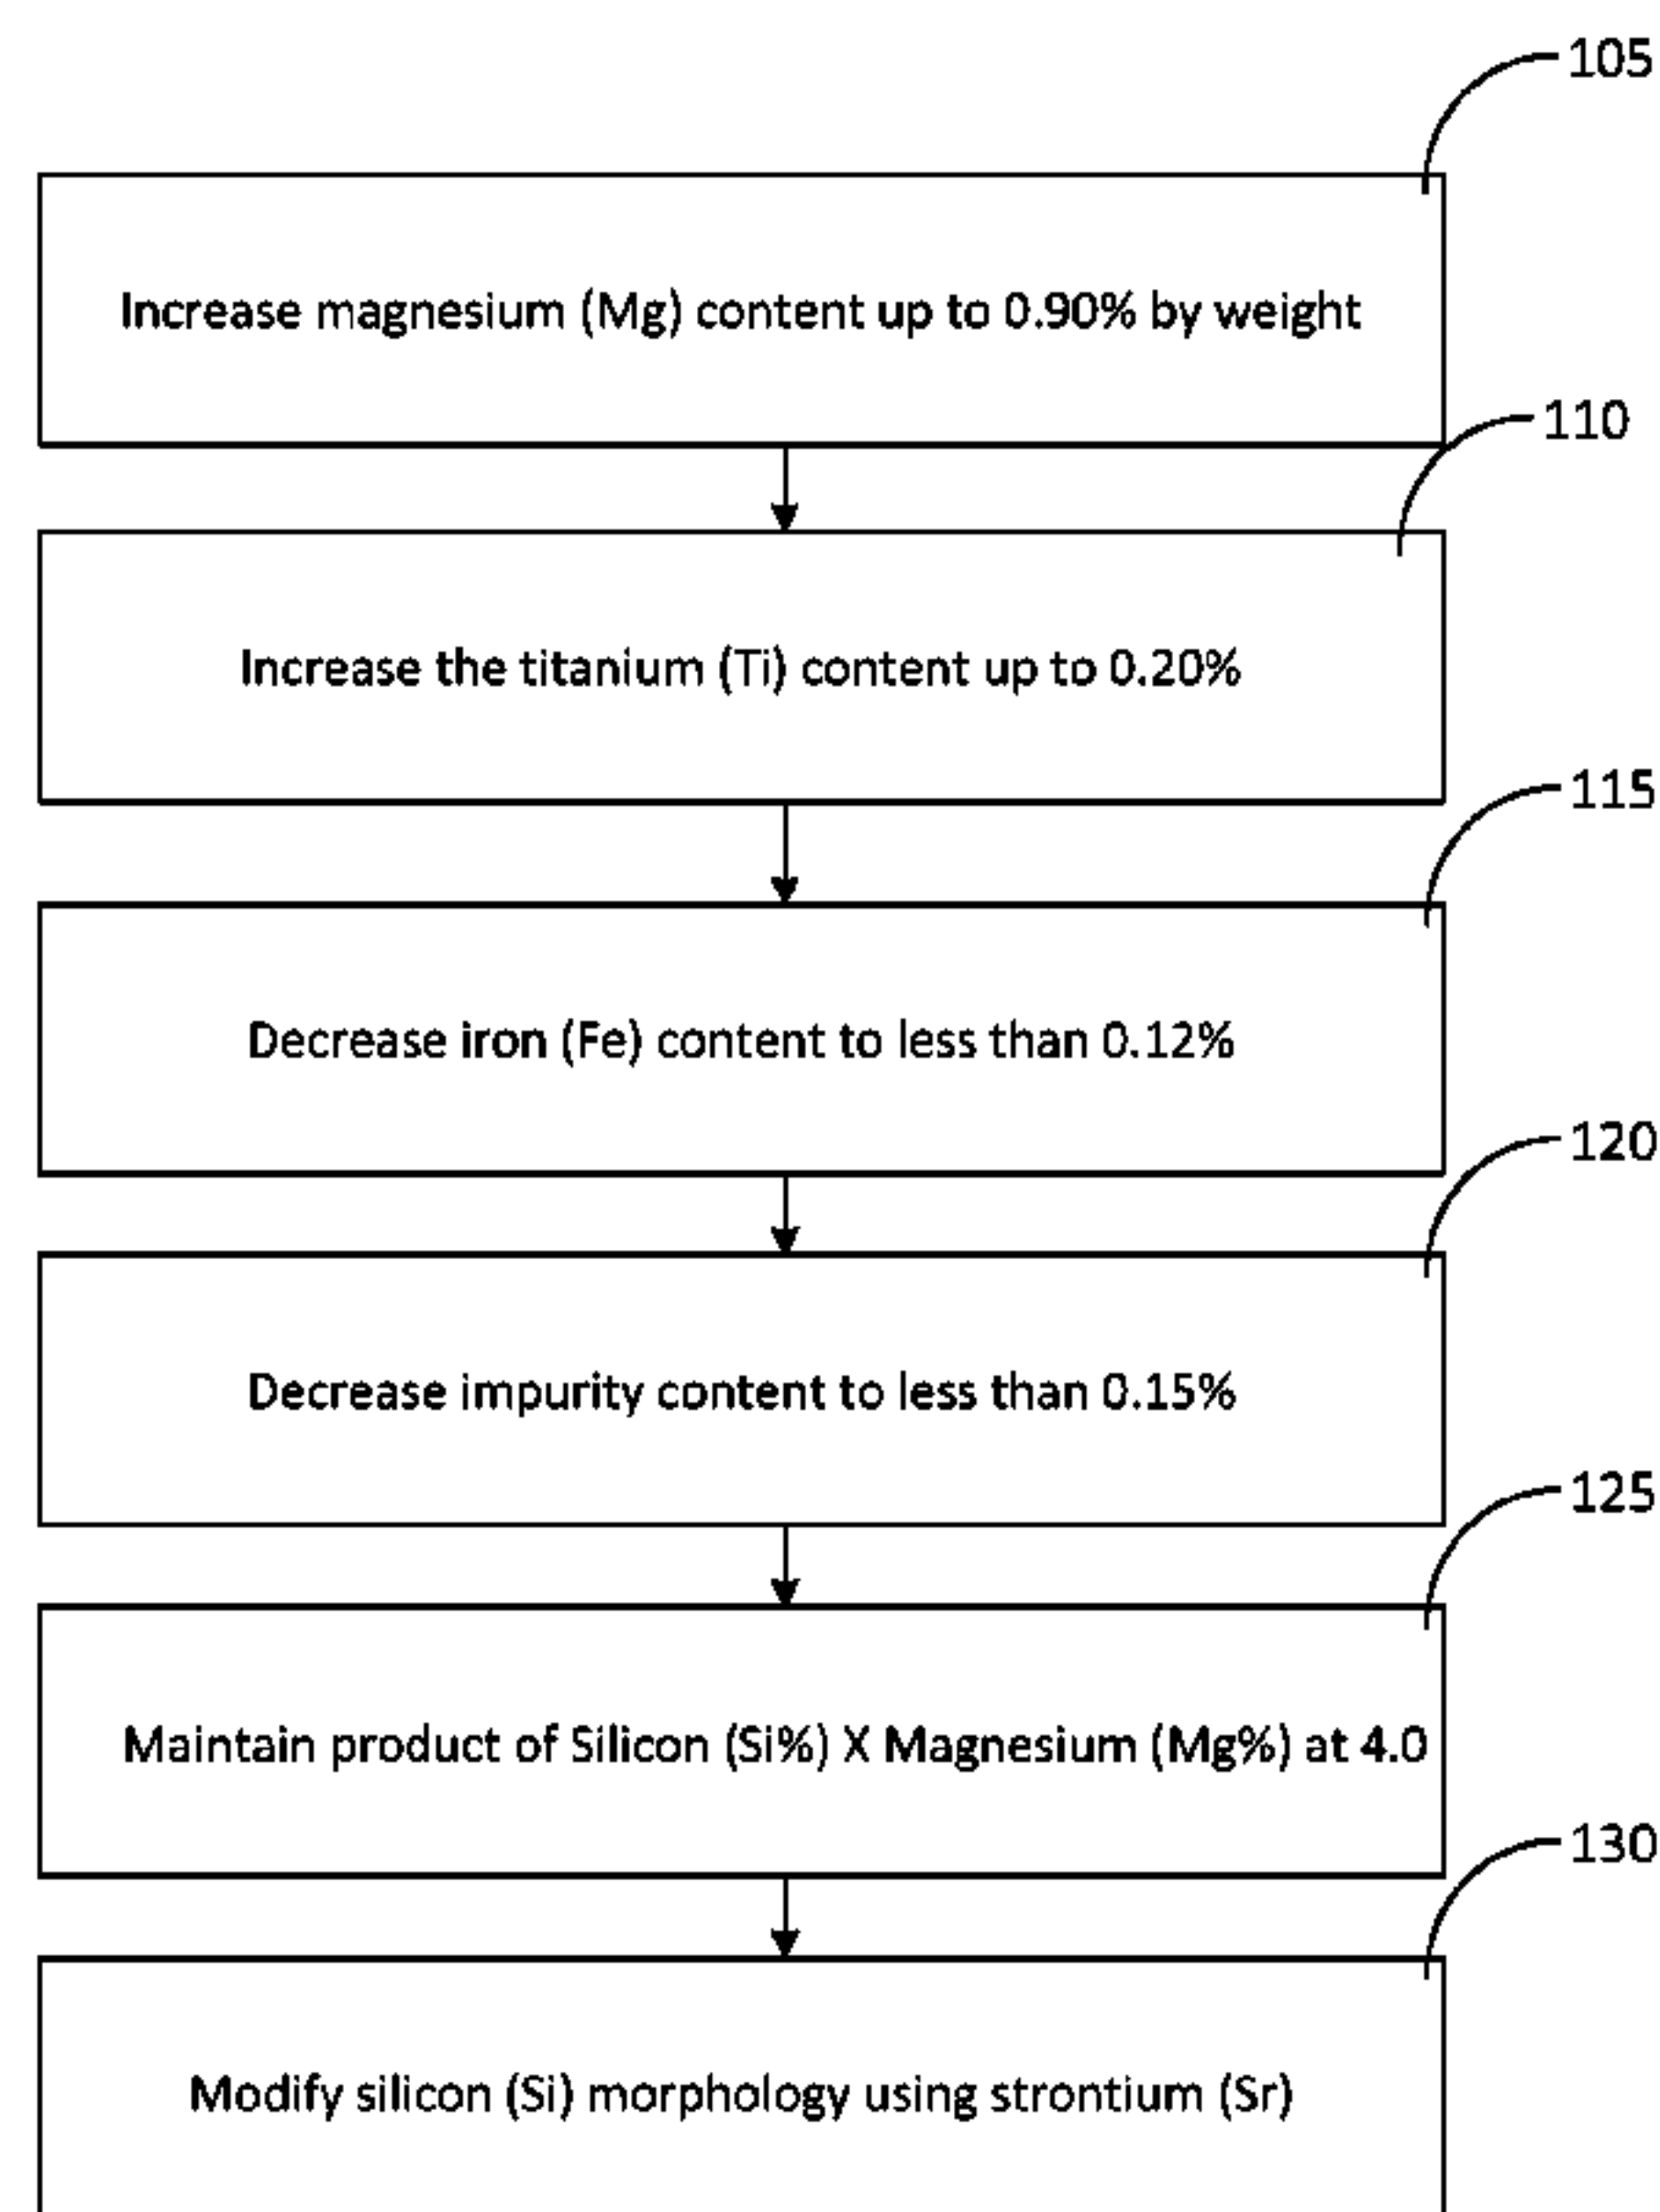 105
Increase magnesium (Mg) content up to 0.90% by weight
110
Increase the titanium (Ti) content up to 0.20%
115
Decrease iron (Fe) content to less than 0.12%
120
Decrease impurity content to less than 0.15%
125
Maintain product of Silicon (Si%) X Magnesium (Mg%) at 4.0
130
Modify silicon (Si) morphology using strontium (Sr)